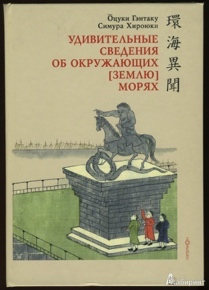 Ōцуки Гэнтаку
Симура Хироюки
УДИВИТЕЛЬНЫЕ
СВЕДЕНИЯ
ОБ ОКРУЖАЮЩИХ
[ЗЕМЛЮ]
МОРЯХ
環海異聞